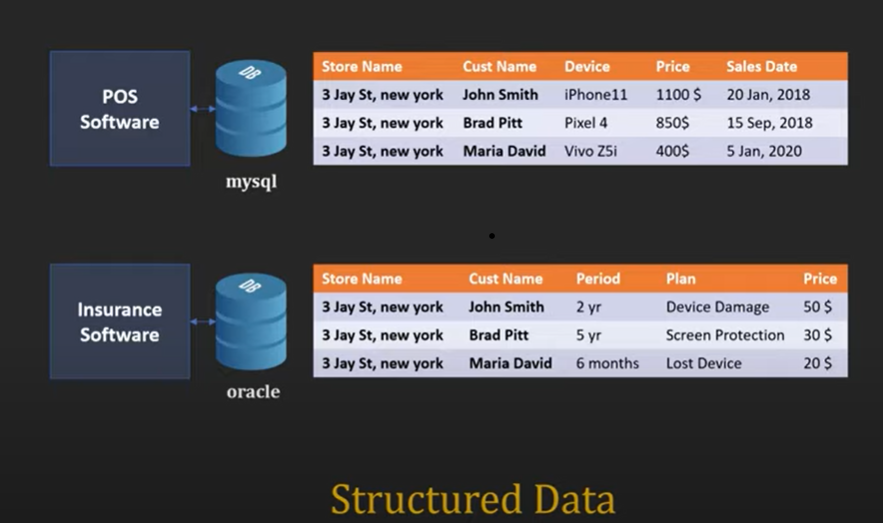 POS
Software
DB
mysql
Store Name Cust Name Device Price Sales Date
3 Jay St, new york John Smith iPhone11 1100 $ 20 Jan, 2018
3 Jay St, new york Brad Pitt Pixel 4 850$ 15 Sep, 2018
3 Jay St, new york Maria David Vivo Z5i 400$ 5 Jan, 2020
Insurance
Software
DB
oracle
Store Name Cust Name Period Plan Price
3 Jay St, new york John Smith 2 yr Device Damage 50 $
3 Jay St, new york Brad Pitt 5 yr Screen Protection 30 $
3 Jay St, new york Maria David 6 months Lost Device 20 $
Structured Data